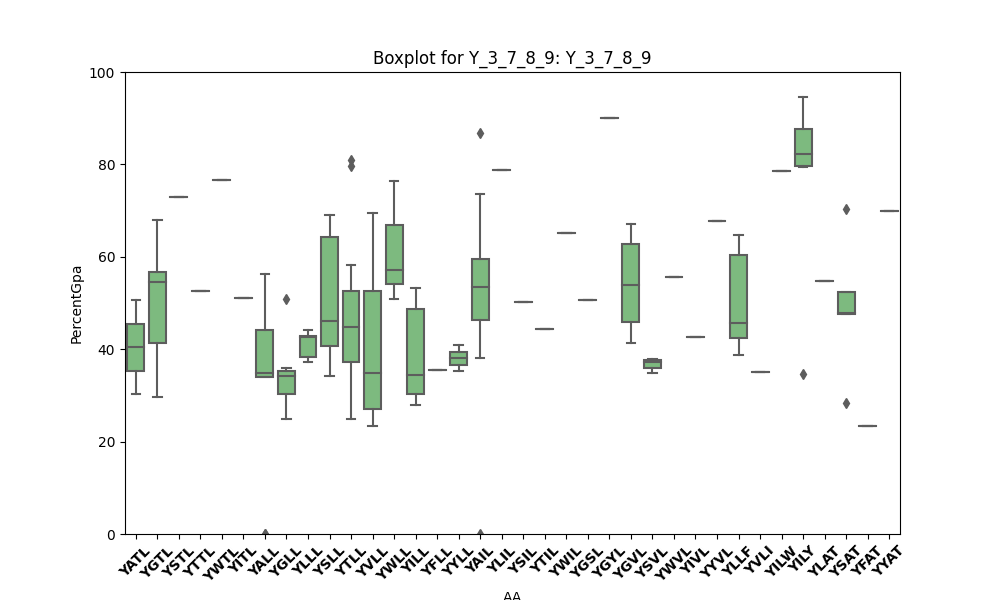 Boxplot for Y_3_7_8_9: Y_3_7_8_9
100
80
60
40
20
0
PercentGpa
YATL YGTL YSTL YTTL YWTL YITL YALL YGLL YLLL YSLL YTLL YVLL YWLL YILL YFLL YYLL YAIL YLIL YSIL YTIL YWIL YGSL YGYL YGVL YSVL YWVL YIVL YYVL YLLF YVLI YILW YILY YLAT YSAT YFAT YYAT
AA